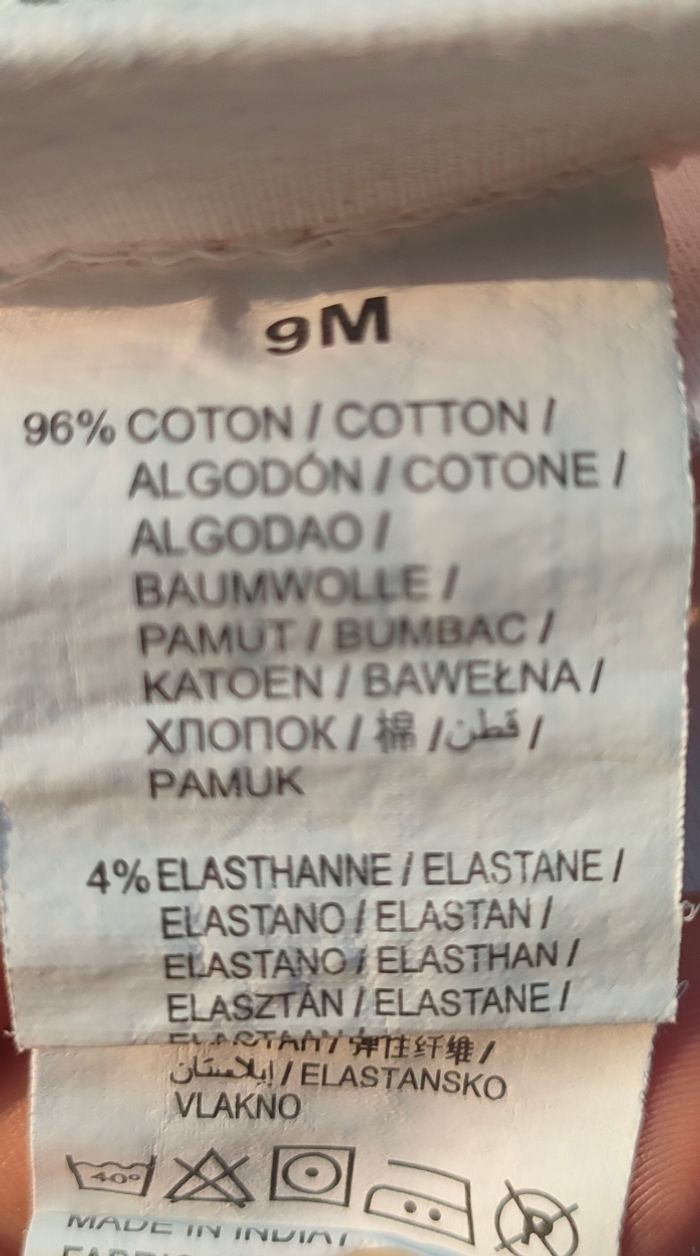 9M
96% COTON / COTTON /
ALGODÓN / COTONE /
ALGODAO /
BAUMWOLLE /
PAMUT / BUMBAC /
KATOEN / BAWEŁNA /
ХЛОПОК / 棉 / قطن /
PAMUK
4% ELASTHANNE / ELASTANE /
ELASTANO / ELASTAN /
ELASTANO / ELASTHAN /
ELASZTÁN / ELASTANE /
弹性纤维 /
إيلاستان / ELASTANSKO
VLAKNO
40°
MADE IN INDIA /